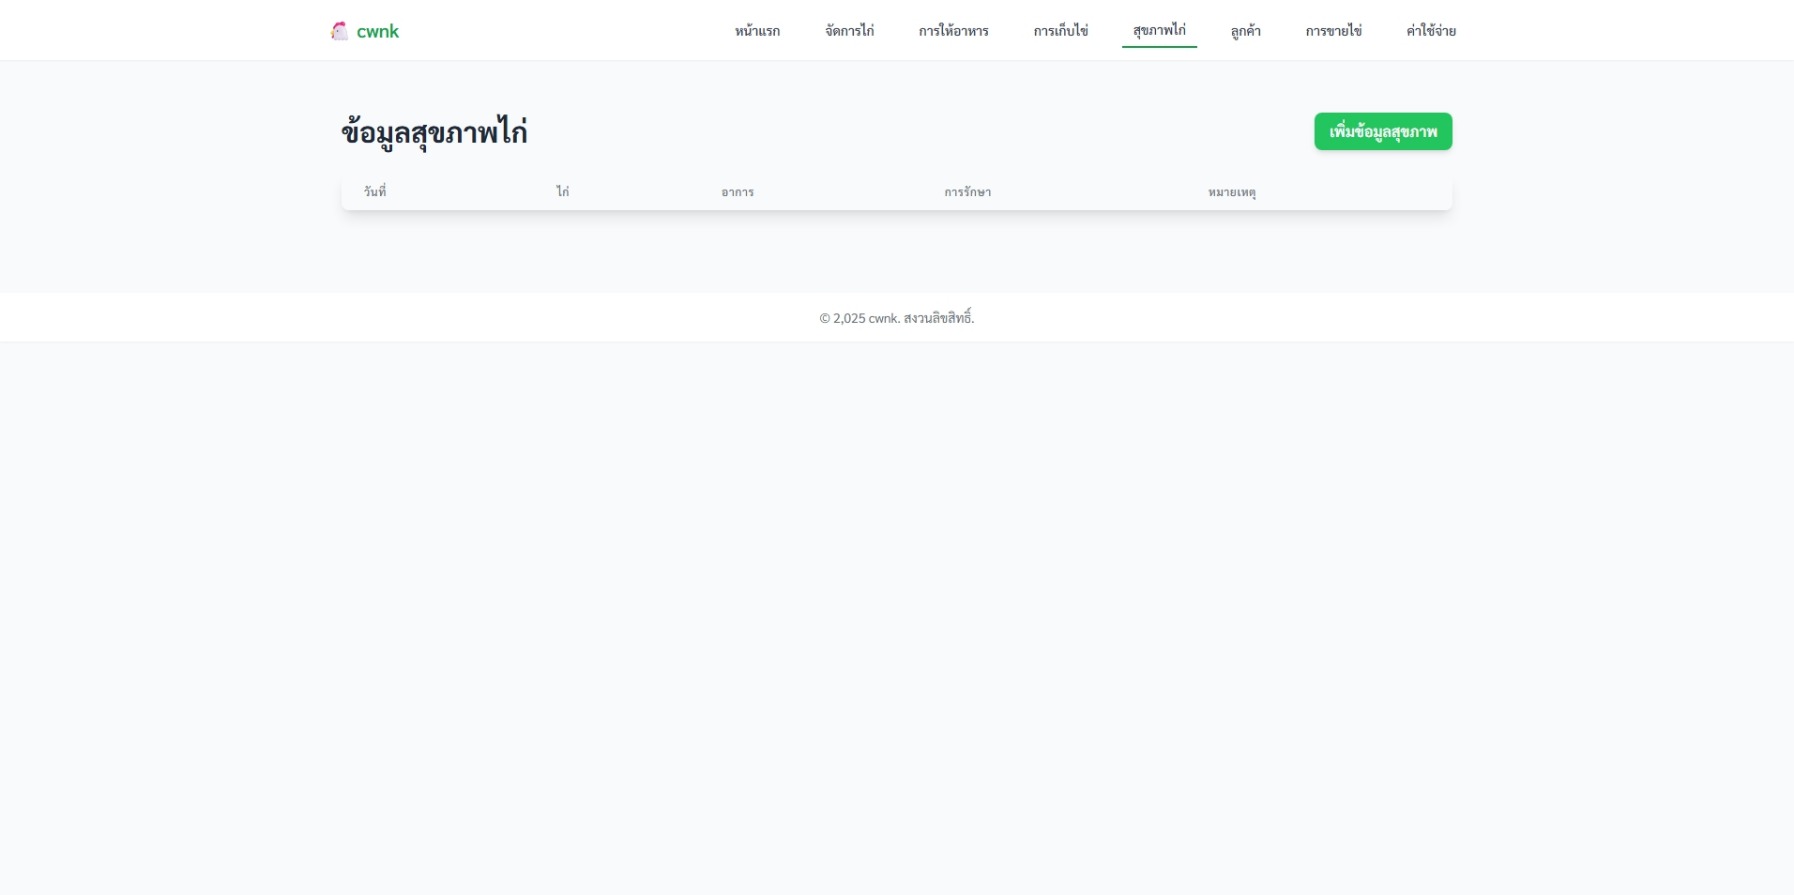 cwnk
หน้าแรก จัดการไก่ การให้อาหาร การเก็บไข่ สุขภาพไก่ ลูกค้า การขายไข่ ค่าใช้จ่าย
ข้อมูลสุขภาพไก่ เพิ่มข้อมูลสุขภาพ
วันที่ ไก่ อาการ การรักษา หมายเหตุ
© 2,025 cwnk. สงวนลิขสิทธิ์.